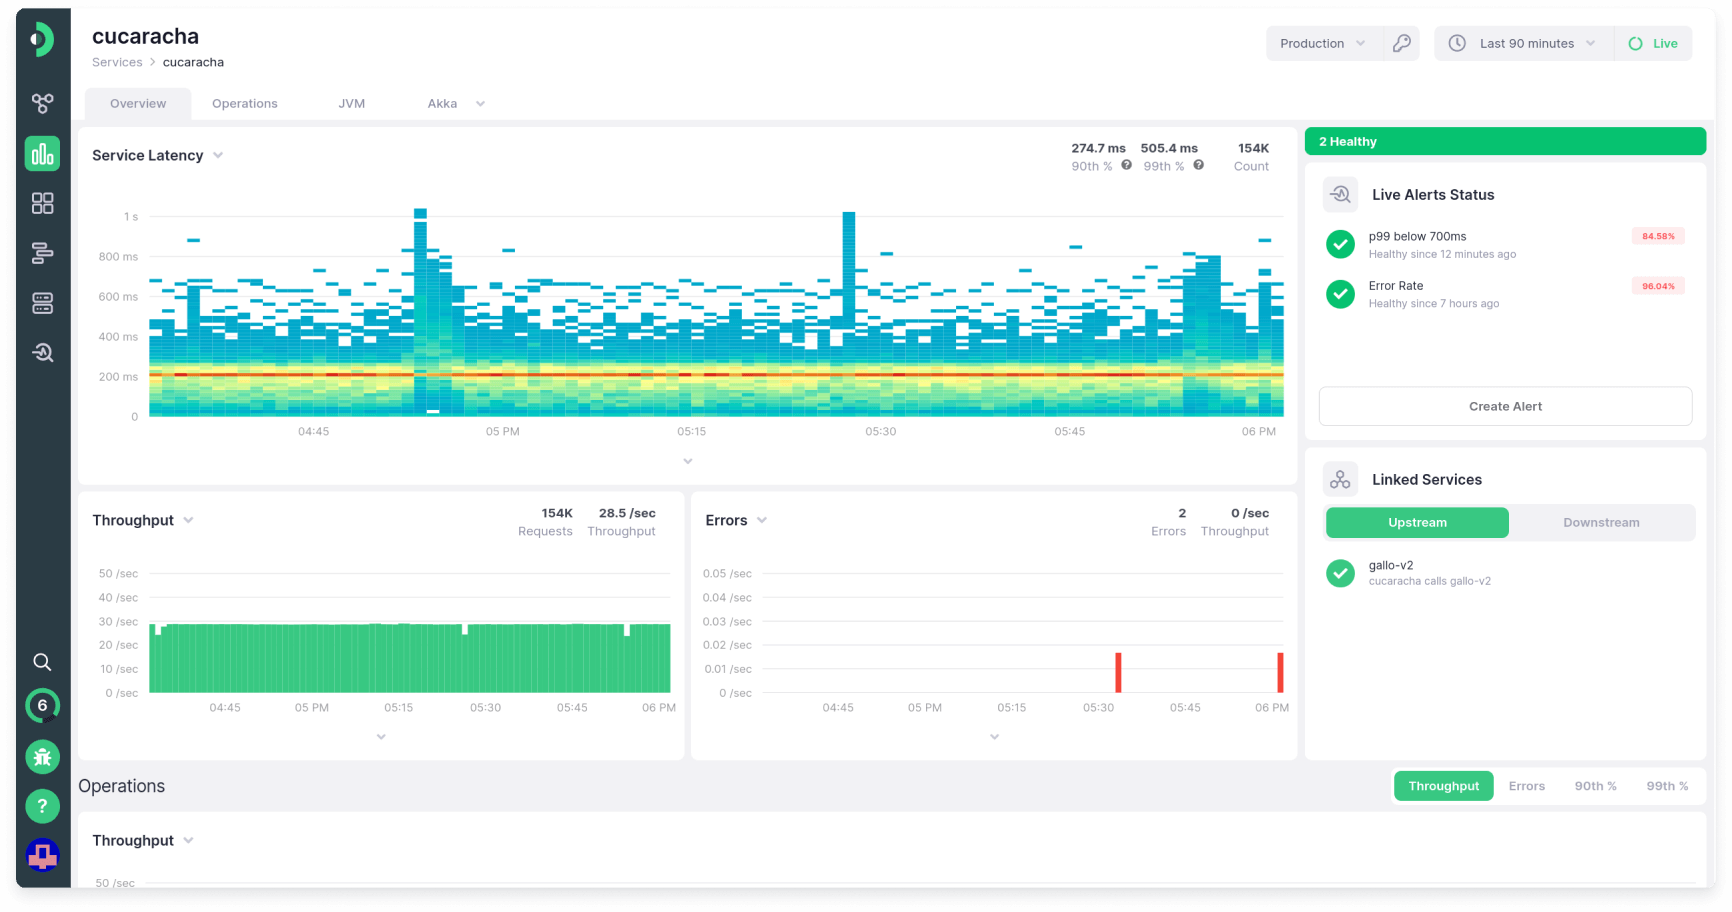 cucaracha
Services > cucaracha
Production
Last 90 minutes
Live
Overview
Operations
JVM
Akka
Service Latency
274.7 ms 505.4 ms 154K
90th % ? 99th % ? Count
1 s
800 ms
600 ms
400 ms
200 ms
0
04:45 05 PM 05:15 05:30 05:45 06 PM
2 Healthy
Live Alerts Status
p99 below 700ms
84.58%
Healthy since 12 minutes ago
Error Rate
96.04%
Healthy since 7 hours ago
Create Alert
Throughput
154K 28.5 /sec
Requests Throughput
50 /sec
40 /sec
30 /sec
20 /sec
10 /sec
0 /sec
04:45 05 PM 05:15 05:30 05:45 06 PM
Errors
2 0 /sec
Errors Throughput
0.05 /sec
0.04 /sec
0.03 /sec
0.02 /sec
0.01 /sec
0 /sec
04:45 05 PM 05:15 05:30 05:45 06 PM
Linked Services
Upstream Downstream
gallo-v2
cucaracha calls gallo-v2
6
?
Operations
Throughput Errors 90th % 99th %
Throughput
50 /sec